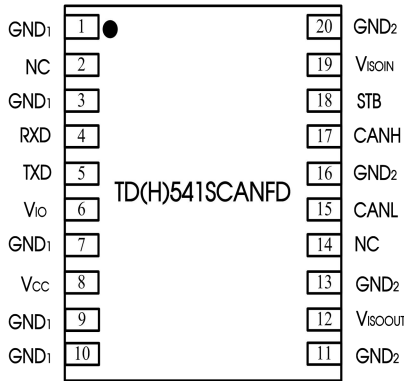 GND1 1 20 GND2
NC 2 19 VISOIN
GND1 3 18 STB
RXD 4 17 CANH
TXD 5 16 GND2
TD(H)541SCANFD
VIO 6 15 CANL
GND1 7 14 NC
VCC 8 13 GND2
GND1 9 12 VISOOUT
GND1 10 11 GND2